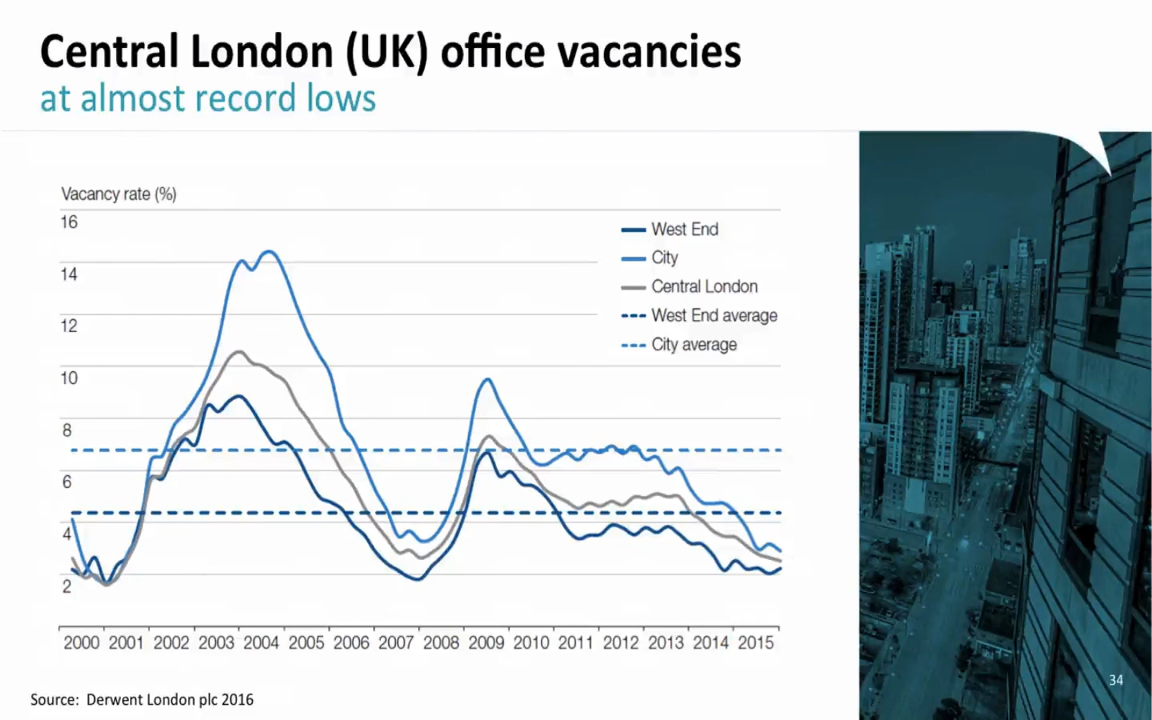 Central London (UK) office vacancies
at almost record lows
Vacancy rate (%)
16
14
12
10
8
6
4
2
West End
City
Central London
West End average
City average
2000 2001 2002 2003 2004 2005 2006 2007 2008 2009 2010 2011 2012 2013 2014 2015
34
Source: Derwent London plc 2016